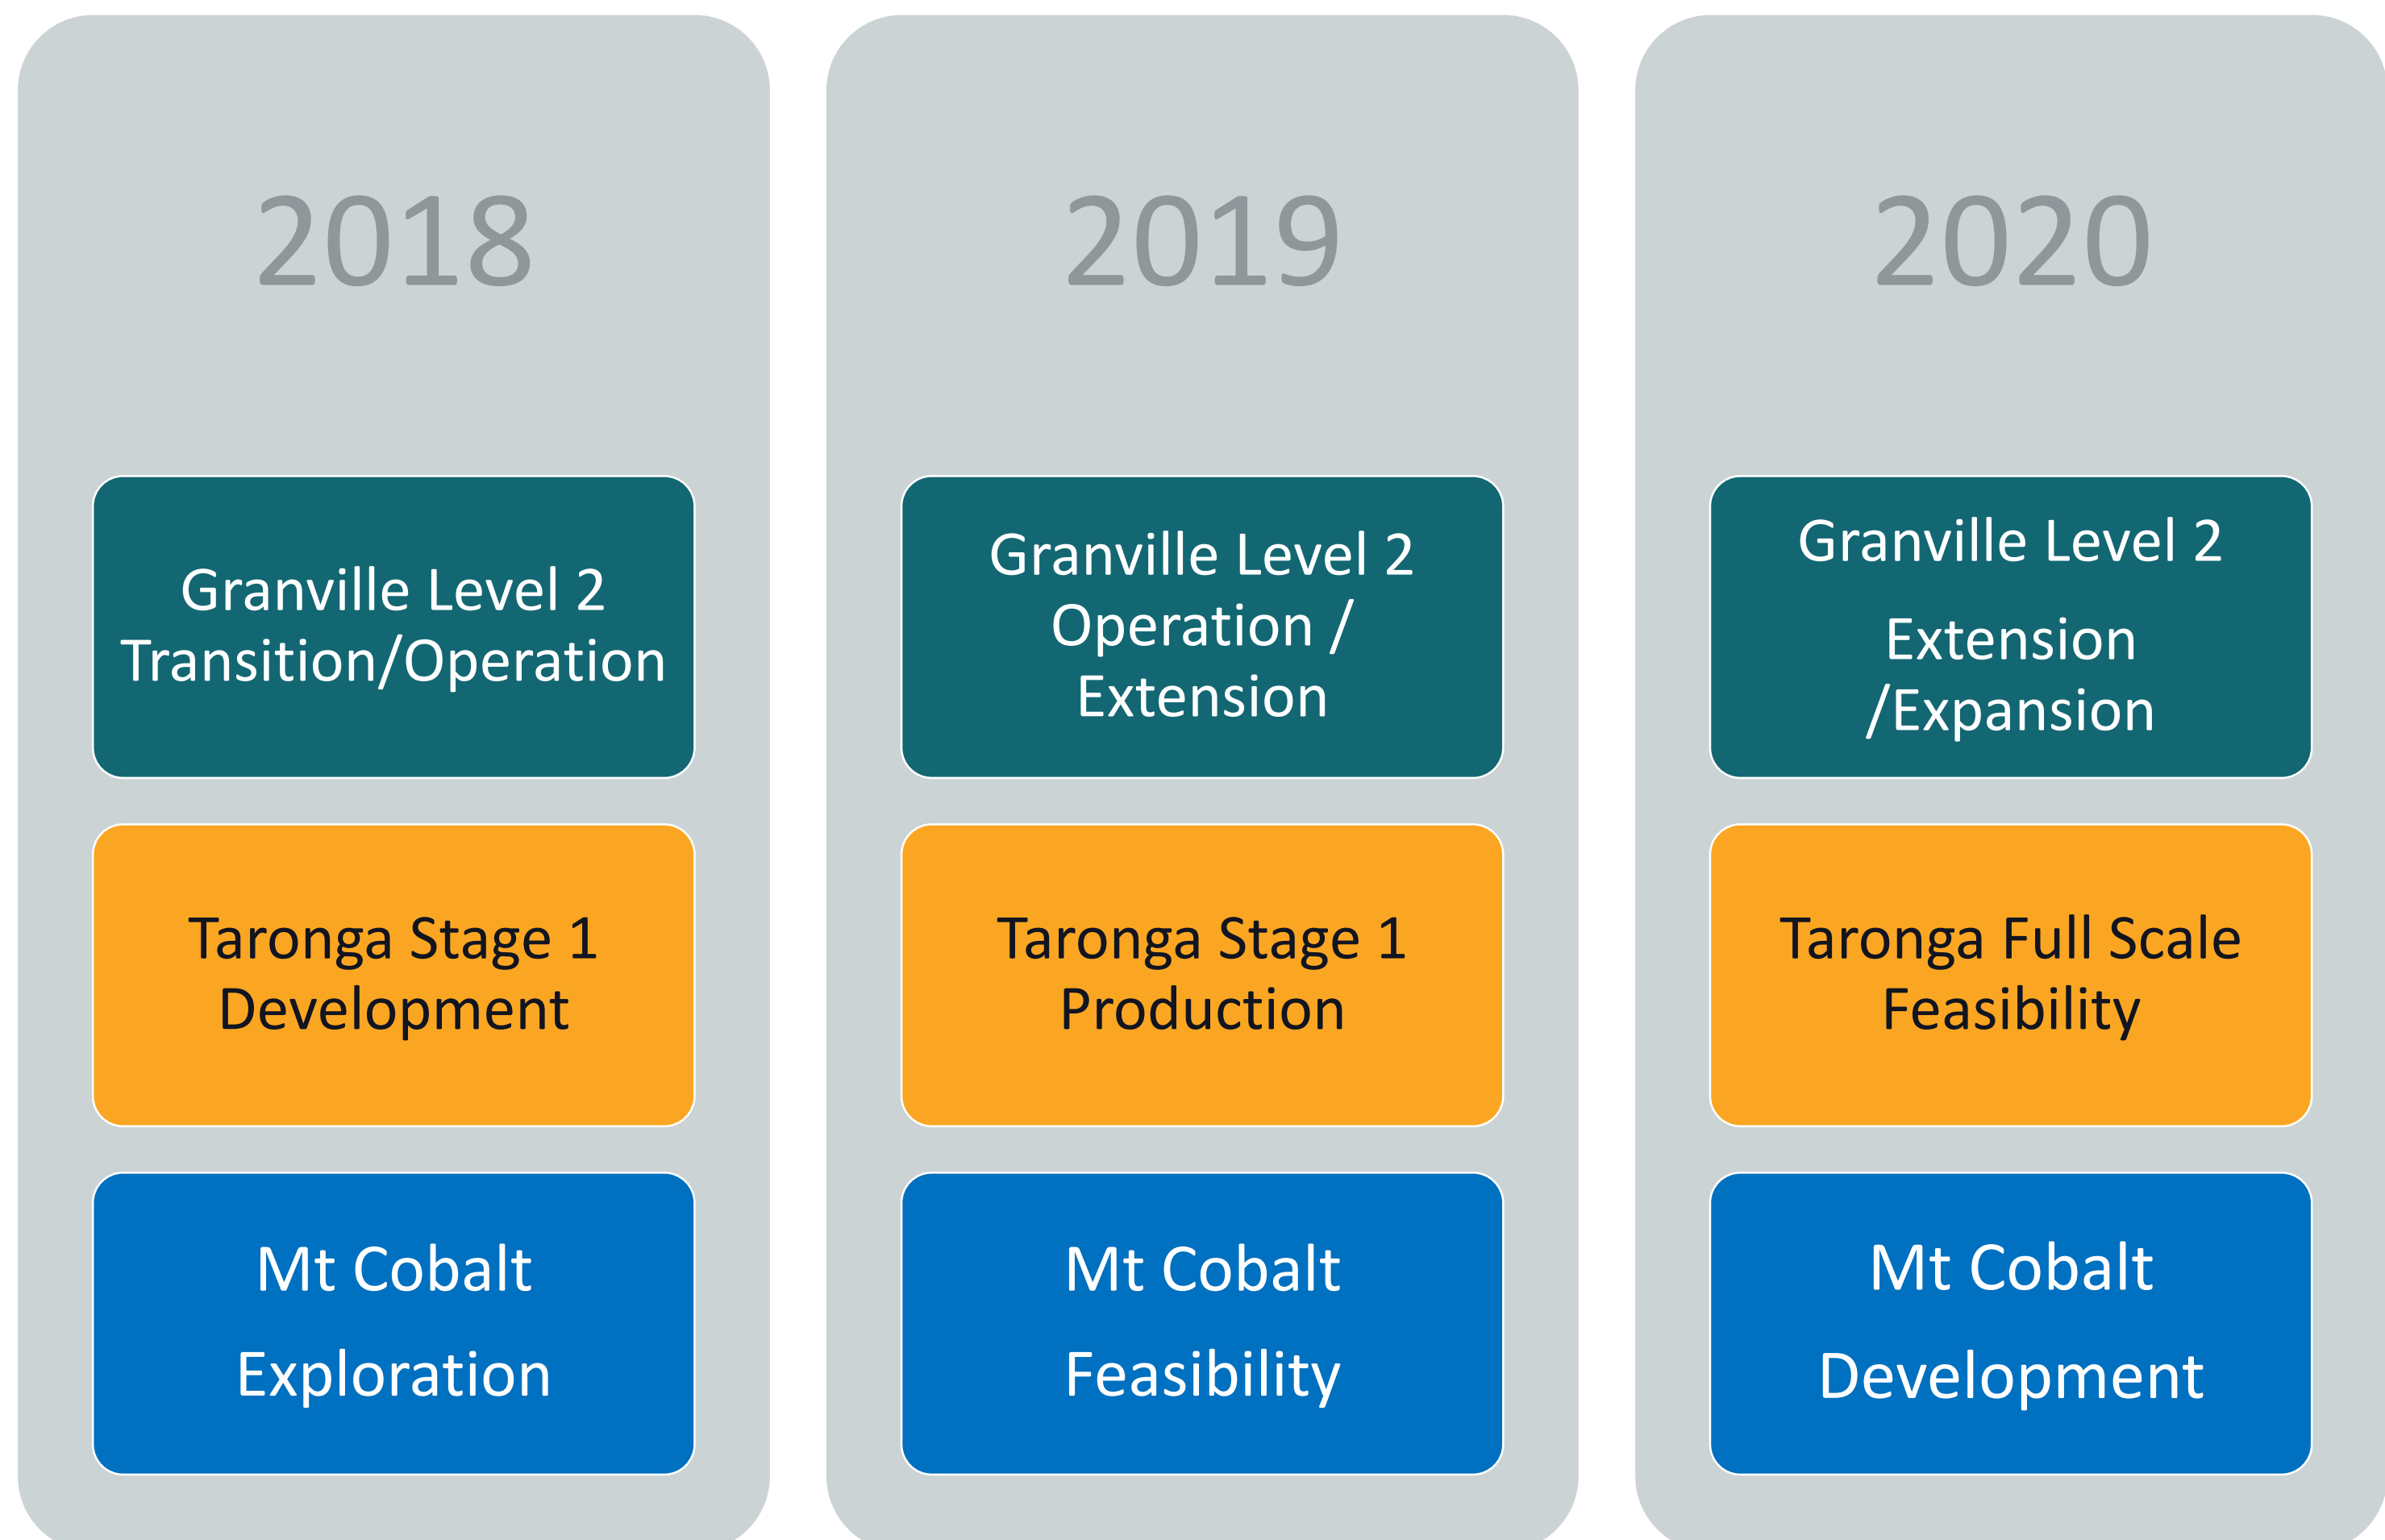 2018
Granville Level 2
Transition/Operation
Taronga Stage 1
Development
Mt Cobalt
Exploration
2019
Granville Level 2
Operation /
Extension
Taronga Stage 1
Production
Mt Cobalt
Feasibility
2020
Granville Level 2
Extension
/Expansion
Taronga Full Scale
Feasibility
Mt Cobalt
Development